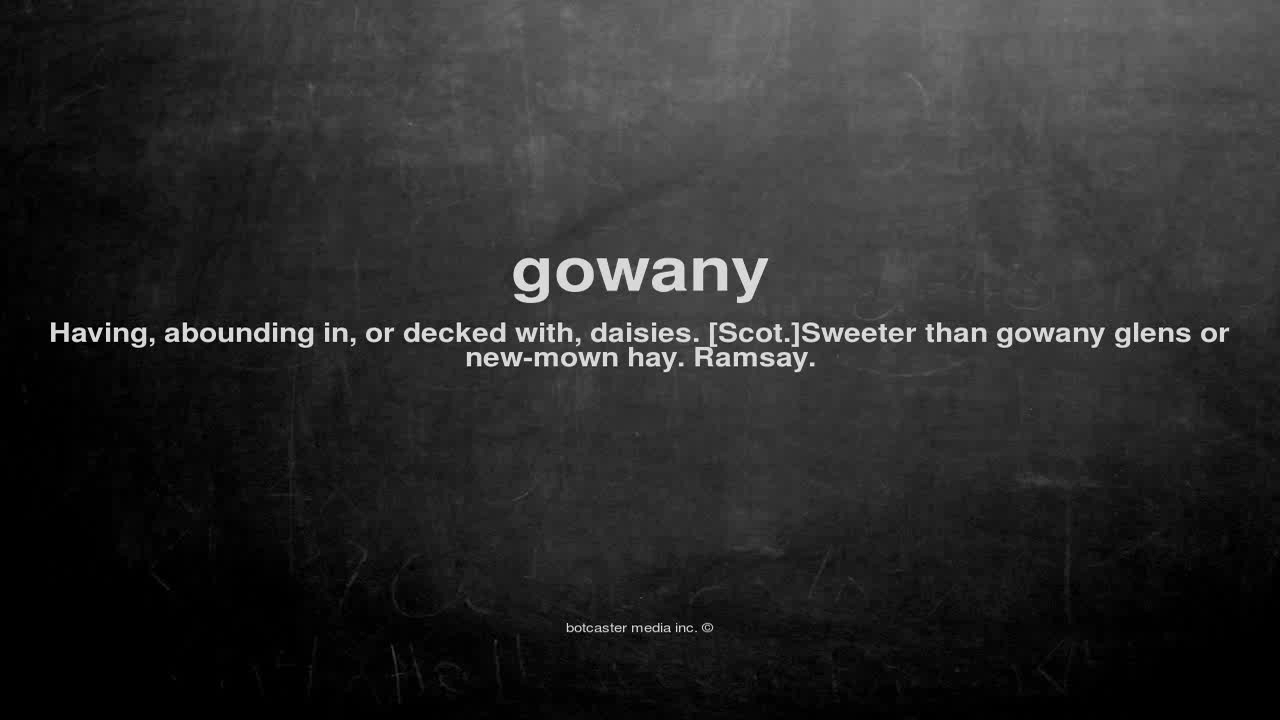 gowany
Having, abounding in, or decked with, daisies. [Scot.]Sweeter than gowany glens or
new-mown hay. Ramsay.
botcaster media inc. ©